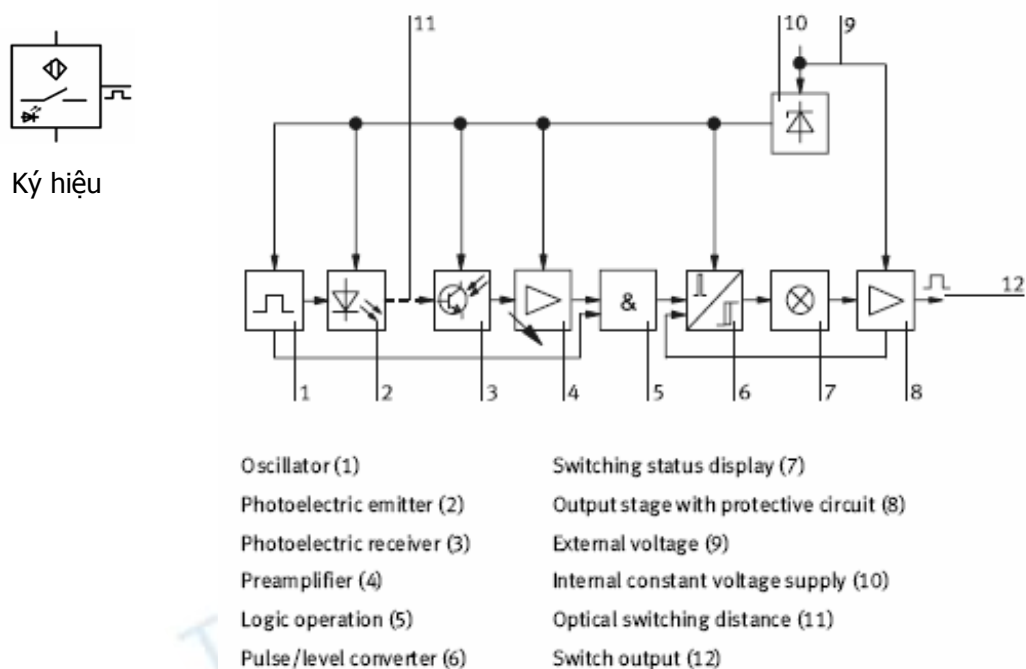 11
10
9
Ký hiệu
12
&
1
2
3
4
5
6
7
8
Oscillator (1)
Photoelectric emitter (2)
Photoelectric receiver (3)
Preamplifier (4)
Logic operation (5)
Pulse/level converter (6)
Switching status display (7)
Output stage with protective circuit (8)
External voltage (9)
Internal constant voltage supply (10)
Optical switching distance (11)
Switch output (12)